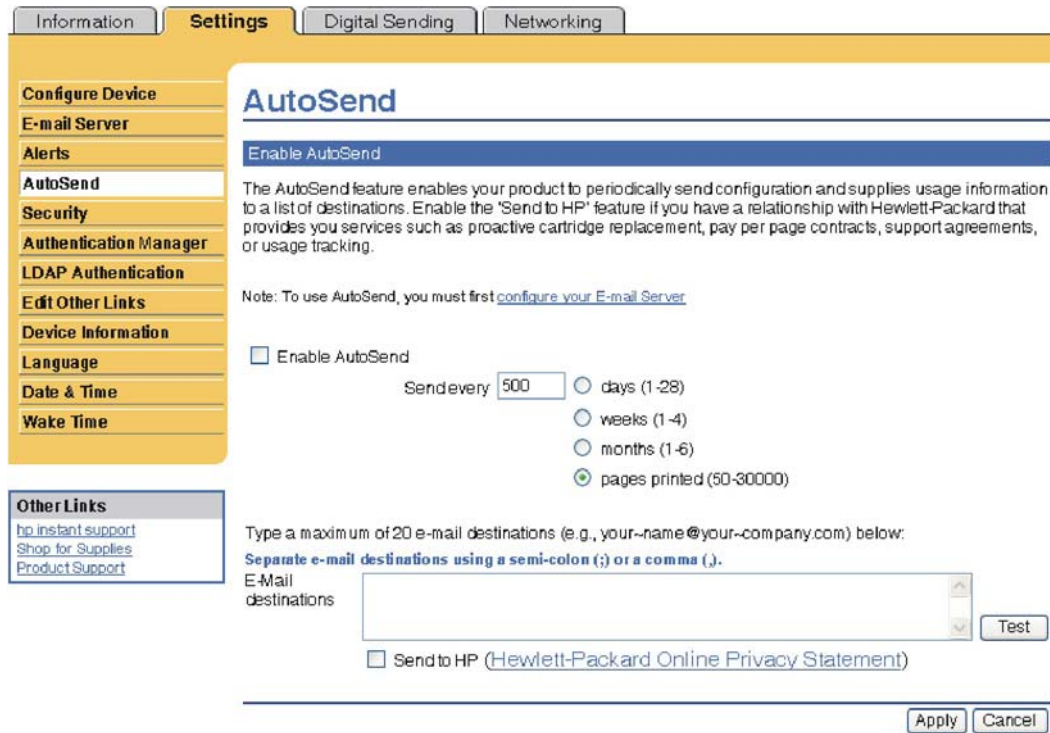 Information Settings Digital Sending Networking
Configure Device
E-mail Server
Alerts
AutoSend
Security
Authentication Manager
LDAP Authentication
Edit Other Links
Device Information
Language
Date & Time
Wake Time
Other Links
hp instant support
Shop for Supplies
Product Support
AutoSend
Enable AutoSend
The AutoSend feature enables your product to periodically send configuration and supplies usage information
to a list of destinations. Enable the 'Send to HP' feature if you have a relationship with Hewlett-Packard that
provides you services such as proactive cartridge replacement, pay per page contracts, support agreements,
or usage tracking.
Note: To use AutoSend, you must first configure your E-mail Server
Enable AutoSend
Send every 500 days (1-28)
weeks (1-4)
months (1-6)
pages printed (50-30000)
Type a maximum of 20 e-mail destinations (e.g., your~name@your~company.com) below:
Separate e-mail destinations using a semi-colon (;) or a comma (,).
E-Mail
destinations
Test
Send to HP (Hewlett-Packard Online Privacy Statement)
Apply Cancel